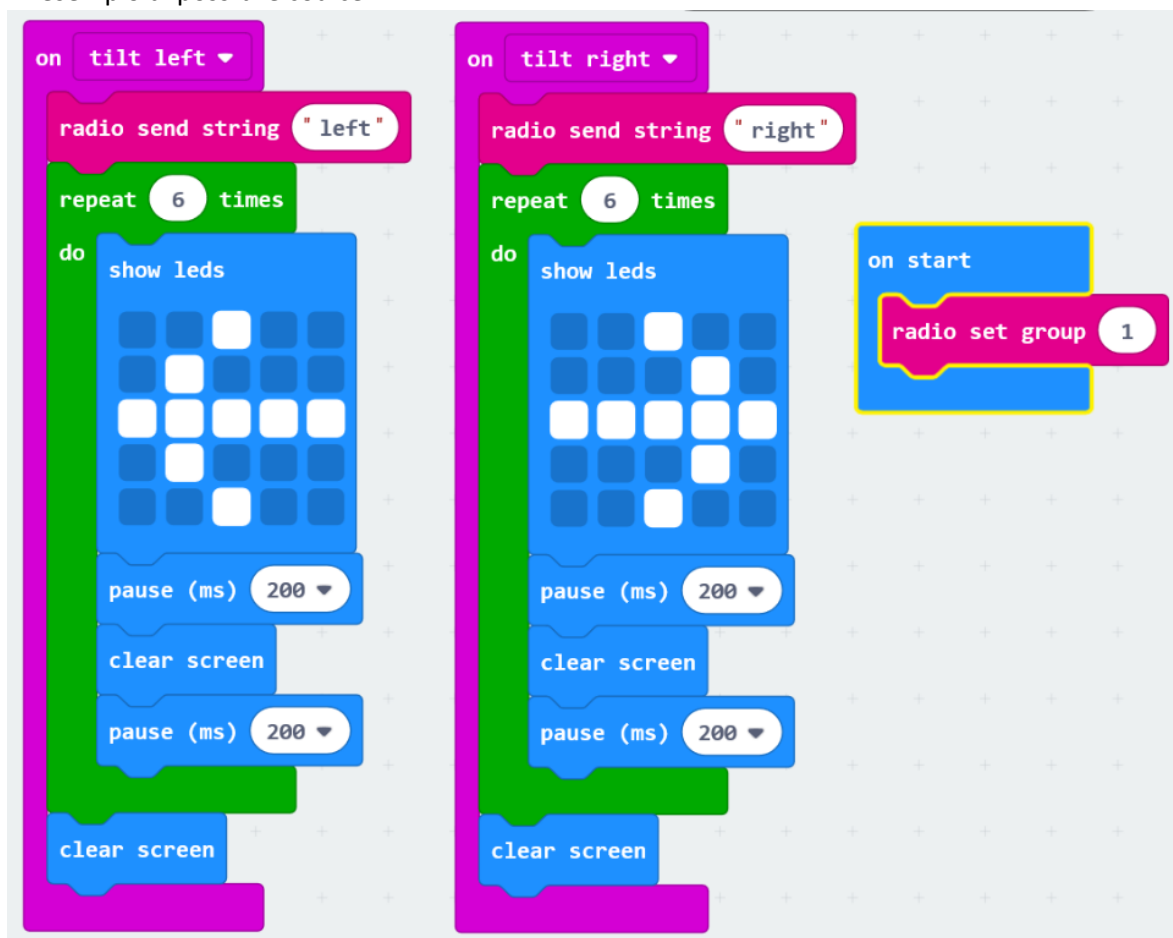 on tilt left
radio send string "left"
repeat 6 times
do
show leds
pause (ms) 200
clear screen
pause (ms) 200
clear screen
on tilt right
radio send string "right"
repeat 6 times
do
show leds
pause (ms) 200
clear screen
pause (ms) 200
clear screen
on start
radio set group 1